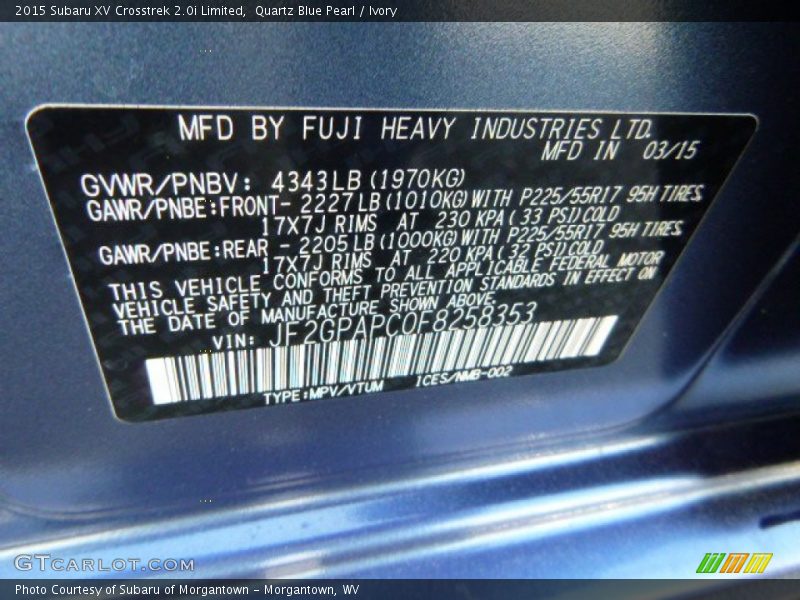 2015 Subaru XV Crosstrek 2.0i Limited, Quartz Blue Pearl / Ivory
MFD BY FUJI HEAVY INDUSTRIES LTD.
MFD IN 03/15
GVWR/PNBV: 4343LB (1970KG)
GAWR/PNBE:FRONT- 2227LB (1010KG) WITH P225/55R17 95H TIRES
17X7J RIMS AT 230 KPA (33 PSI) COLD
GAWR/PNBE:REAR - 2205LB (1000KG) WITH P225/55R17 95H TIRES
17X7J RIMS AT 220 KPA (32 PSI) COLD
THIS VEHICLE CONFORMS TO ALL APPLICABLE FEDERAL MOTOR
VEHICLE SAFETY AND THEFT PREVENTION STANDARDS IN EFFECT ON
THE DATE OF MANUFACTURE SHOWN ABOVE.
VIN: JF2GPAPC0F8258353
TYPE:MPV/VTUM ICES/NMB-002
GTCARLOT.COM
Photo Courtesy of Subaru of Morgantown - Morgantown, WV